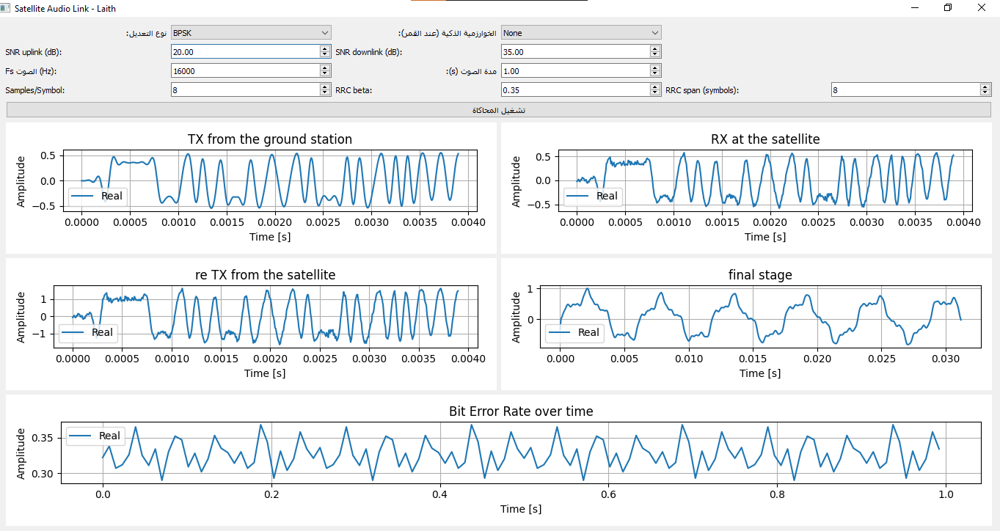 Satellite Audio Link - Laith
نوع التعديل: BPSK الخوارزمية الذكية (عند القمر): None
SNR uplink (dB): 20.00 SNR downlink (dB): 35.00
Fs الصوت (Hz): 16000 مدة الصوت (s): 1.00
Samples/Symbol: 8 RRC beta: 0.35 RRC span (symbols): 8
تشغيل المحاكاة
TX from the ground station
Amplitude
0.5
0.0
−0.5
Real
0.0000 0.0005 0.0010 0.0015 0.0020 0.0025 0.0030 0.0035 0.0040
Time [s]
RX at the satellite
Amplitude
0.5
0.0
−0.5
Real
0.0000 0.0005 0.0010 0.0015 0.0020 0.0025 0.0030 0.0035 0.0040
Time [s]
re TX from the satellite
Amplitude
1
0
−1
Real
0.0000 0.0005 0.0010 0.0015 0.0020 0.0025 0.0030 0.0035 0.0040
Time [s]
final stage
Amplitude
1
0
Real
0.000 0.005 0.010 0.015 0.020 0.025 0.030
Time [s]
Bit Error Rate over time
Amplitude
0.35
0.30
Real
0.0 0.2 0.4 0.6 0.8 1.0
Time [s]